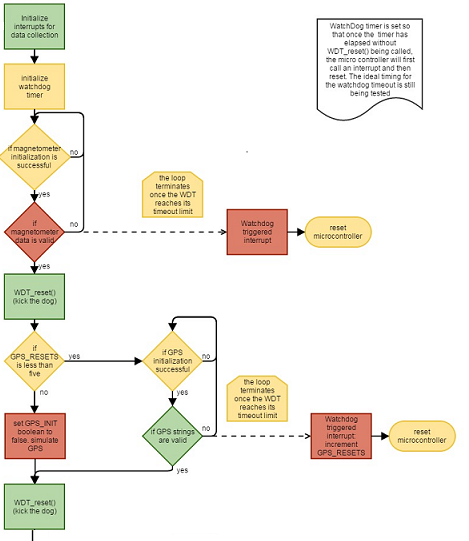 Initialize
interrupts for
data collection
WatchDog timer is set so
that once the timer has
elapsed without
WDT_reset() being called,
the micro controller will first
call an interrupt and then
reset. The ideal timing for
the watchdog timeout is still
being tested
initialize
watchdog
timer
if magnetometer
initialization is
successful
no
yes
the loop
terminates
once the WDT
reaches its
timeout limit
if
magnetometer
data is valid
no
Watchdog
triggered
interrupt
reset
microcontroller
yes
WDT_reset()
(kick the dog)
if
GPS_RESETS
is less than
five
yes
if GPS
initialization
successful
no
no
yes
the loop
terminates
once the WDT
reaches its
timeout limit
set GPS_INIT
boolean to
false, simulate
GPS
if GPS strings
are valid
no
Watchdog
triggered
interrupt:
increment
GPS_RESETS
reset
microcontroller
yes
WDT_reset()
(kick the dog)